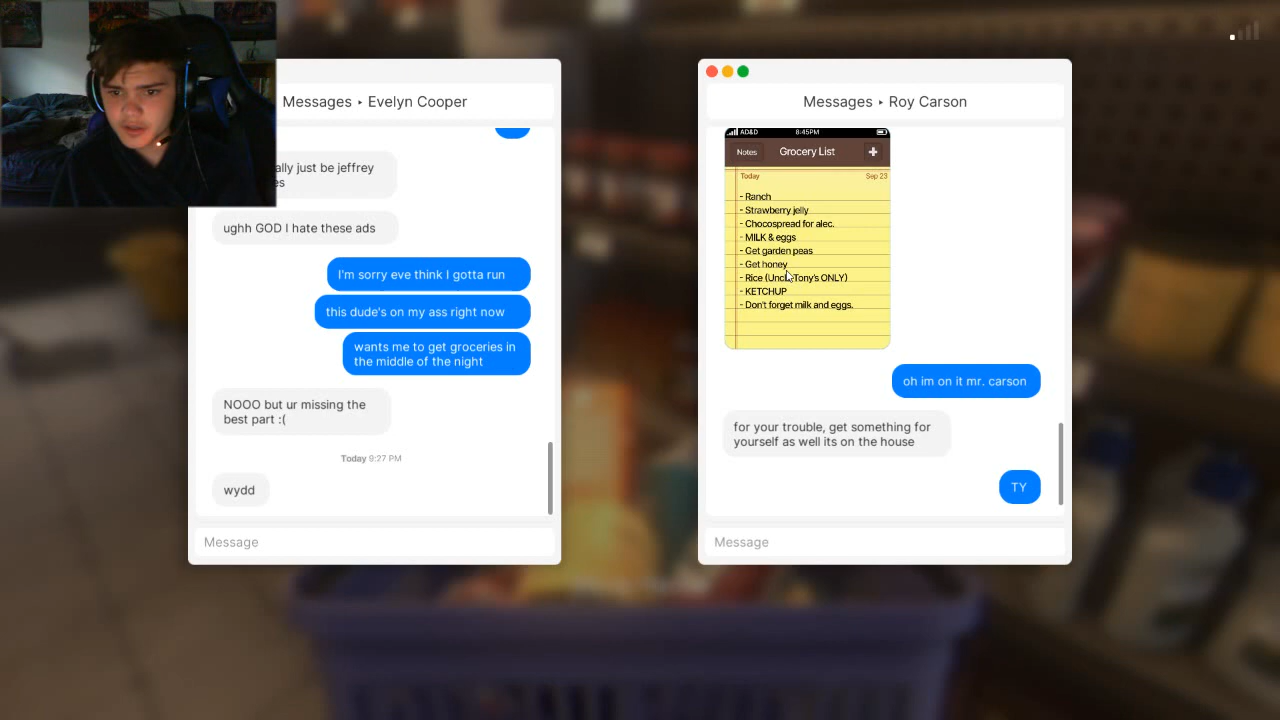 Messages ▸ Evelyn Cooper
ally just be jeffrey
es
ughh GOD I hate these ads
I'm sorry eve think I gotta run
this dude's on my ass right now
wants me to get groceries in
the middle of the night
NOOO but ur missing the
best part :(
Today 9:27 PM
wydd
Message
Messages ▸ Roy Carson
AD&D 8:45PM
Notes Grocery List +
Today Sep 23
- Ranch
- Strawberry jelly
- Chocospread for alec.
- MILK & eggs
- Get garden peas
- Get honey
- Rice (Uncle Tony's ONLY)
- KETCHUP
- Don't forget milk and eggs.
oh im on it mr. carson
for your trouble, get something for
yourself as well its on the house
TY
Message